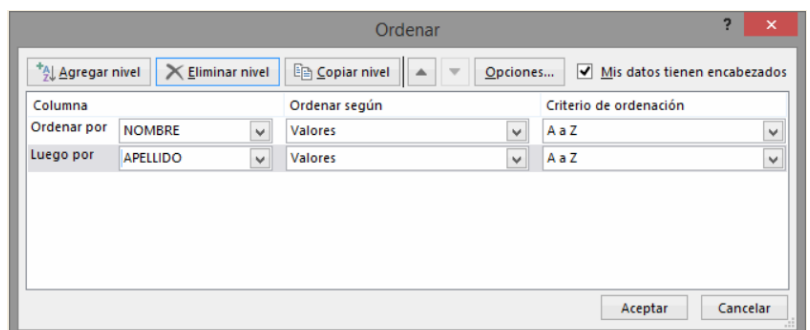 Ordenar ? ×
Agregar nivel Eliminar nivel Copiar nivel Opciones... Mis datos tienen encabezados
Columna Ordenar según Criterio de ordenación
Ordenar por NOMBRE Valores A a Z
Luego por APELLIDO Valores A a Z
Aceptar Cancelar